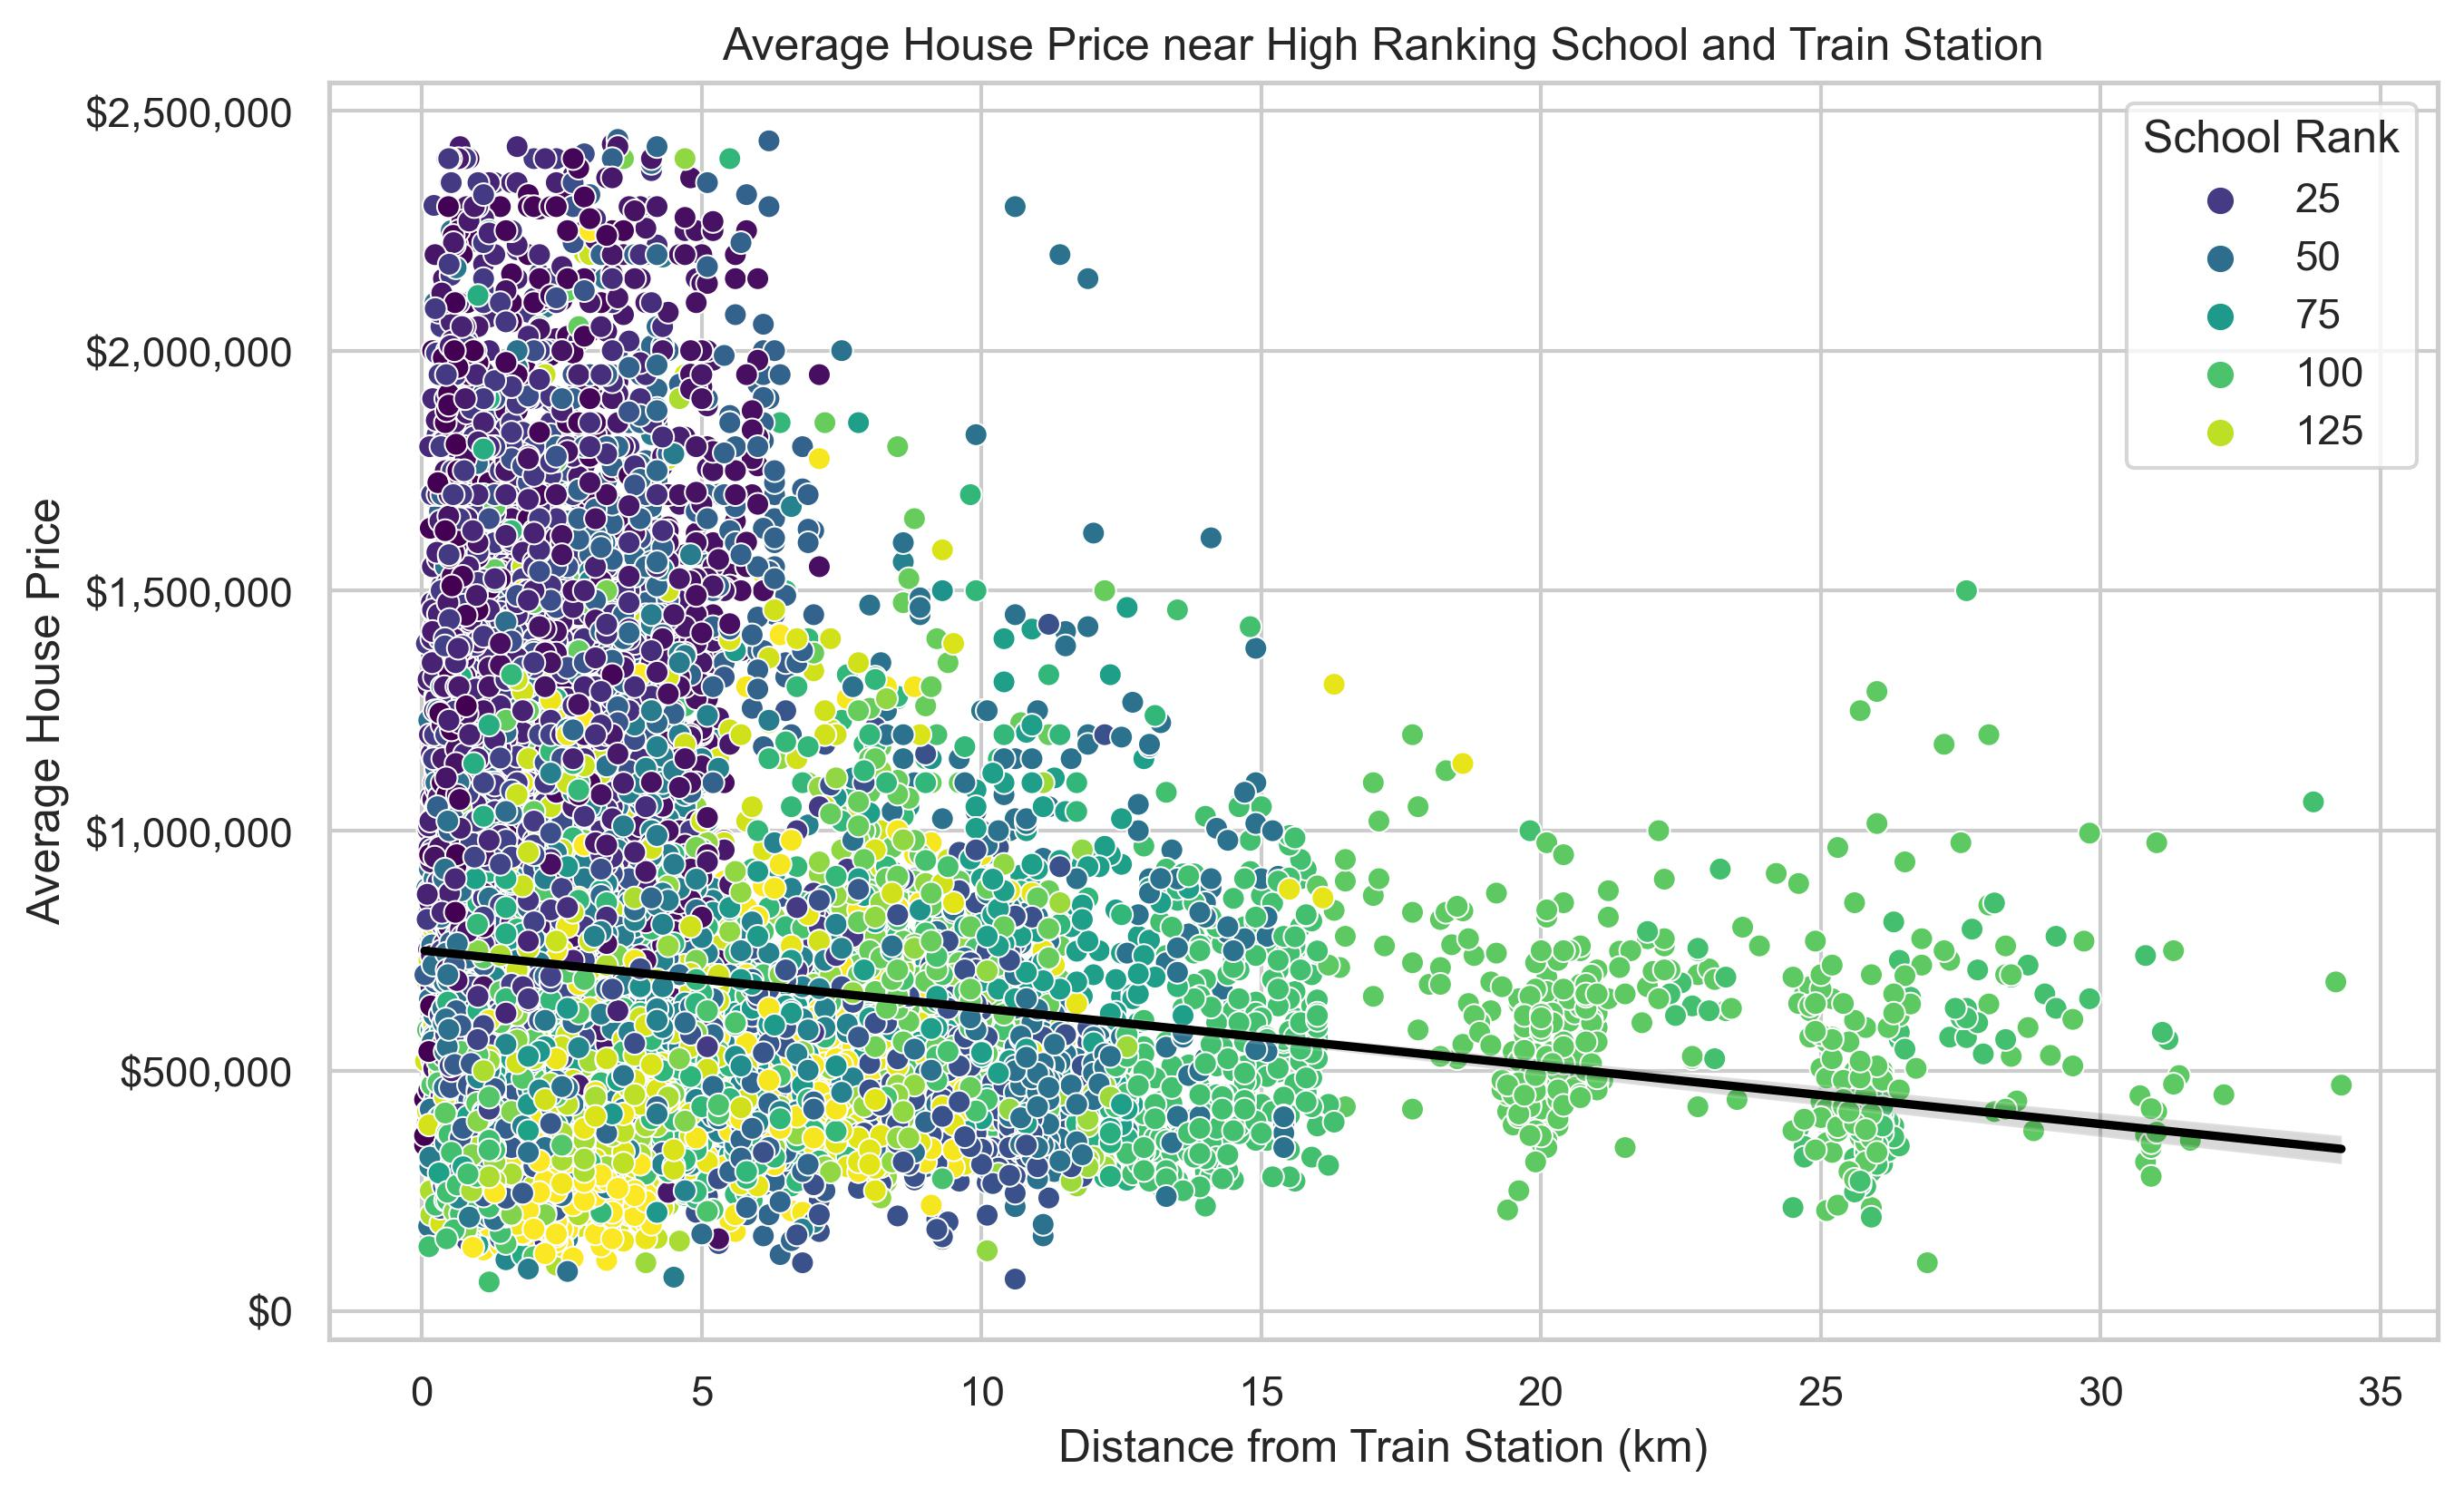 Average House Price near High Ranking School and Train Station
$2,500,000
$2,000,000
$1,500,000
$1,000,000
$500,000
$0
Average House Price
School Rank
25
50
75
100
125
0 5 10 15 20 25 30 35
Distance from Train Station (km)